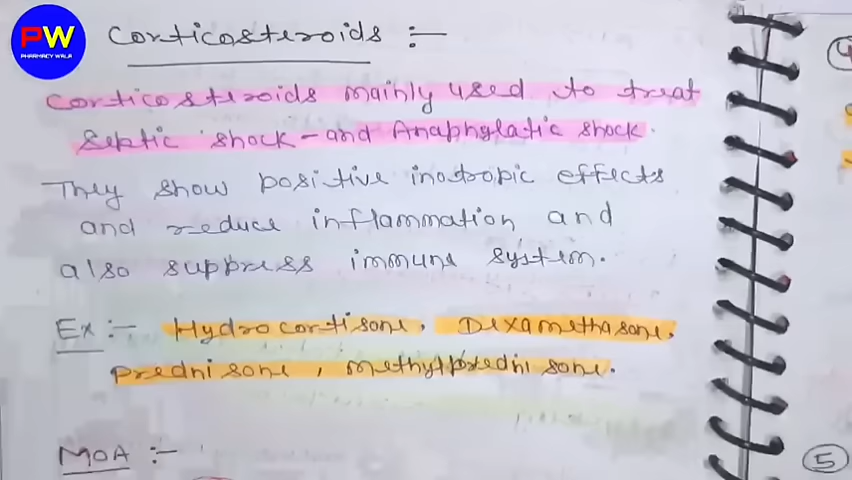 PW
PHARMACY WALA
Corticosteroids :-
Corticosteroids mainly used to treat
Septic shock - and Anaphylatic shock.
They show positive inotropic effects
and reduce inflammation and
also suppress immune system.
Ex :- Hydrocortisone, Dexamethasone,
Prednisone, methylprednisone.
MOA :-
4
5